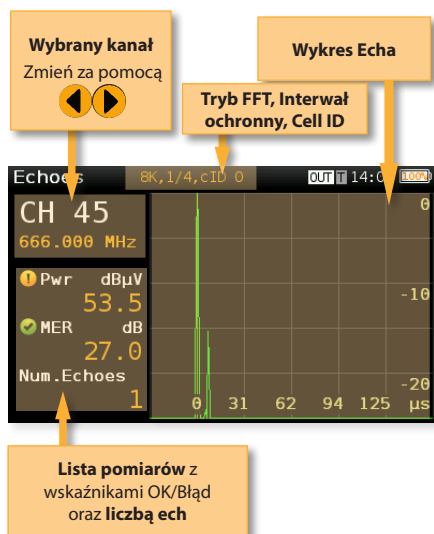 Wybrany kanał
Zmień za pomocą
Wykres Echa
Tryb FFT, Interwał
ochronny, Cell ID
Echoes
8K,1/4,cID 0
OUT T 14:0 100%
CH 45
666.000 MHz
Pwr dBµV
53.5
MER dB
27.0
Num.Echoes
1
0
-10
-20
0 31 62 94 125 µs
Lista pomiarów z
wskaźnikami OK/Błąd
oraz liczbą ech